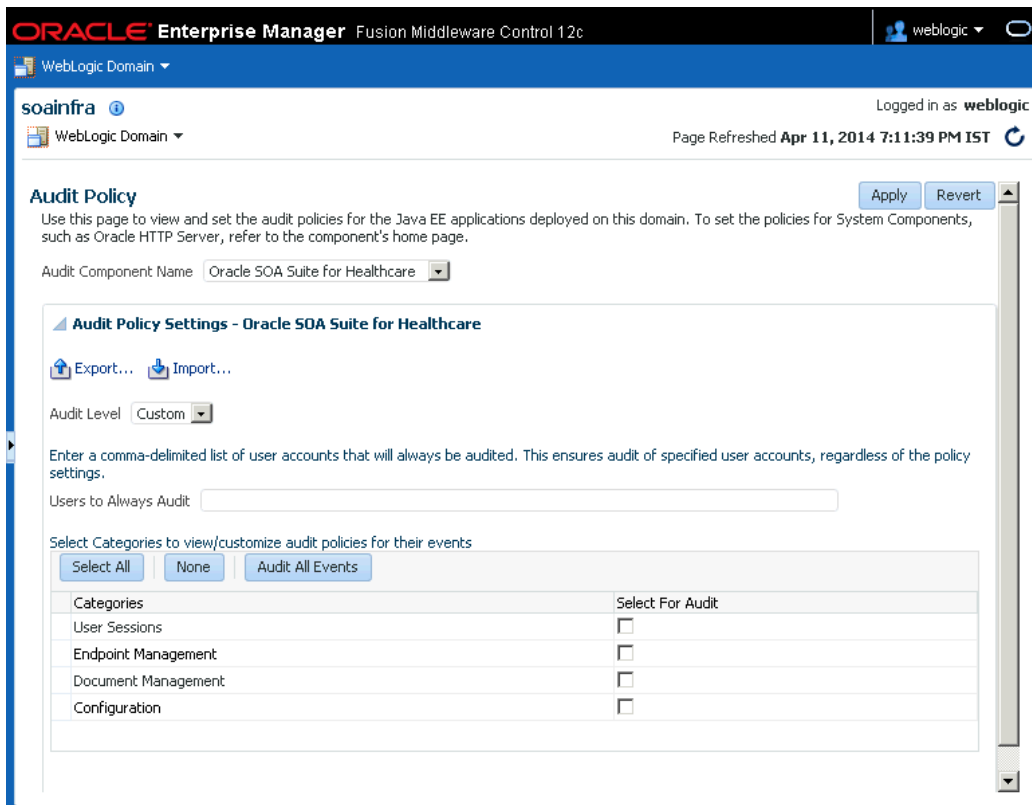 ORACLE Enterprise Manager Fusion Middleware Control 12c
weblogic
WebLogic Domain
soainfra
Logged in as weblogic
WebLogic Domain
Page Refreshed Apr 11, 2014 7:11:39 PM IST
Audit Policy
Apply
Revert
Use this page to view and set the audit policies for the Java EE applications deployed on this domain. To set the policies for System Components,
such as Oracle HTTP Server, refer to the component's home page.
Audit Component Name Oracle SOA Suite for Healthcare
Audit Policy Settings - Oracle SOA Suite for Healthcare
Export... Import...
Audit Level Custom
Enter a comma-delimited list of user accounts that will always be audited. This ensures audit of specified user accounts, regardless of the policy
settings.
Users to Always Audit
Select Categories to view/customize audit policies for their events
Select All None Audit All Events
Categories Select For Audit
User Sessions
Endpoint Management
Document Management
Configuration